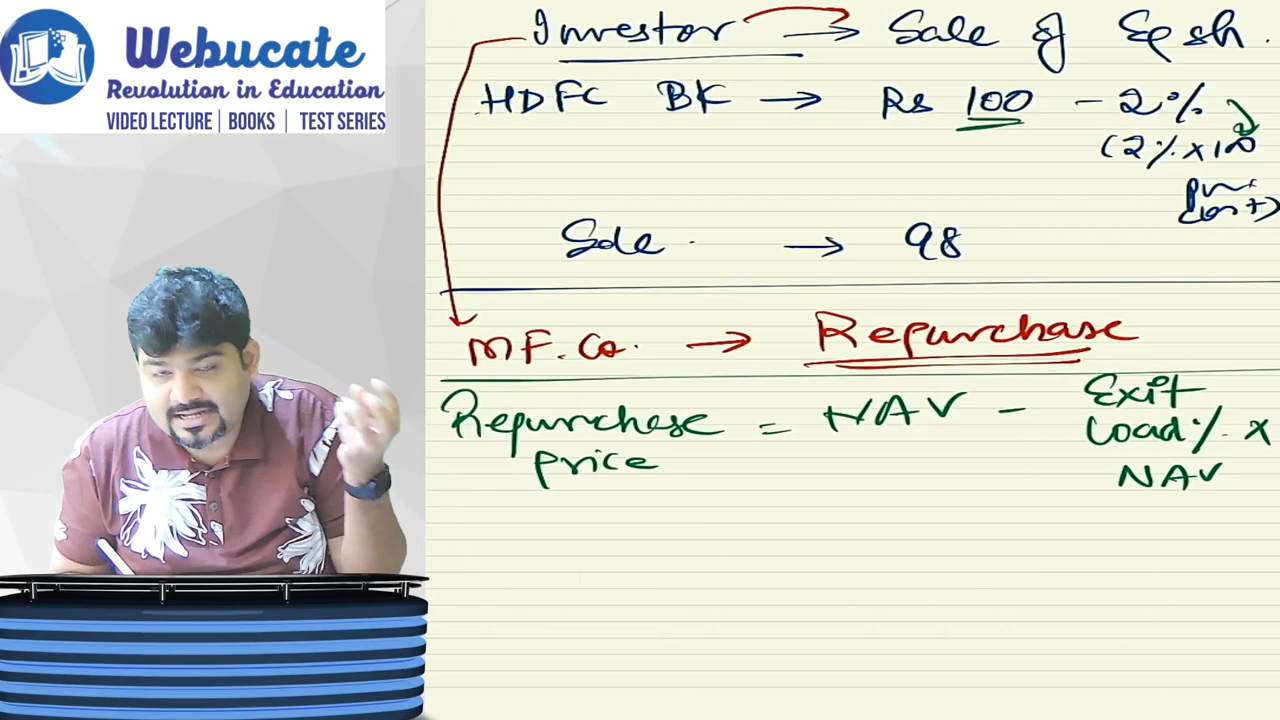 Webucate
Revolution in Education
VIDEO LECTURE | BOOKS | TEST SERIES
Investor → Sale of Eq sh.
HDFC BK → Rs 100 - 2%
(2% x 100
Sale → 98
MF. Co. → Repurchase
Repurchase price = NAV - Exit Load % x NAV